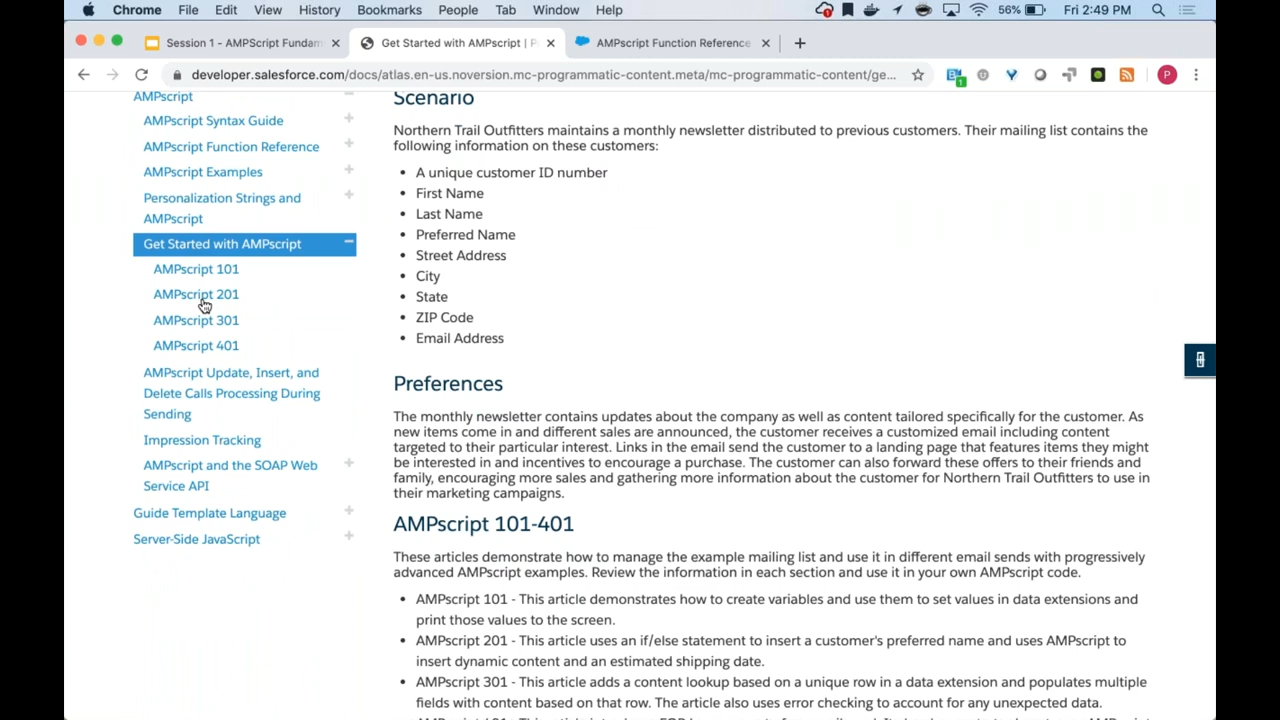 Chrome File Edit View History Bookmarks People Tab Window Help 56% Fri 2:49 PM
Session 1 - AMPScript Fundam
Get Started with AMPscript | P
AMPScript Function Reference
developer.salesforce.com/docs/atlas.en-us.noversion.mc-programmatic-content.meta/mc-programmatic-content/ge...
1
P
AMPscript
AMPscript Syntax Guide
AMPscript Function Reference
AMPscript Examples
Personalization Strings and
AMPscript
Get Started with AMPscript
AMPscript 101
AMPscript 201
AMPscript 301
AMPscript 401
AMPscript Update, Insert, and
Delete Calls Processing During
Sending
Impression Tracking
AMPscript and the SOAP Web
Service API
Guide Template Language
Server-Side JavaScript
Scenario
Northern Trail Outfitters maintains a monthly newsletter distributed to previous customers. Their mailing list contains the
following information on these customers:
• A unique customer ID number
• First Name
• Last Name
• Preferred Name
• Street Address
• City
• State
• ZIP Code
• Email Address
Preferences
The monthly newsletter contains updates about the company as well as content tailored specifically for the customer. As
new items come in and different sales are announced, the customer receives a customized email including content
targeted to their particular interest. Links in the email send the customer to a landing page that features items they might
be interested in and incentives to encourage a purchase. The customer can also forward these offers to their friends and
family, encouraging more sales and gathering more information about the customer for Northern Trail Outfitters to use in
their marketing campaigns.
AMPscript 101-401
These articles demonstrate how to manage the example mailing list and use it in different email sends with progressively
advanced AMPscript examples. Review the information in each section and use it in your own AMPscript code.
• AMPscript 101 - This article demonstrates how to create variables and use them to set values in data extensions and
print those values to the screen.
• AMPscript 201 - This article uses an if/else statement to insert a customer's preferred name and uses AMPscript to
insert dynamic content and an estimated shipping date.
• AMPscript 301 - This article adds a content lookup based on a unique row in a data extension and populates multiple
fields with content based on that row. The article also uses error checking to account for any unexpected data.